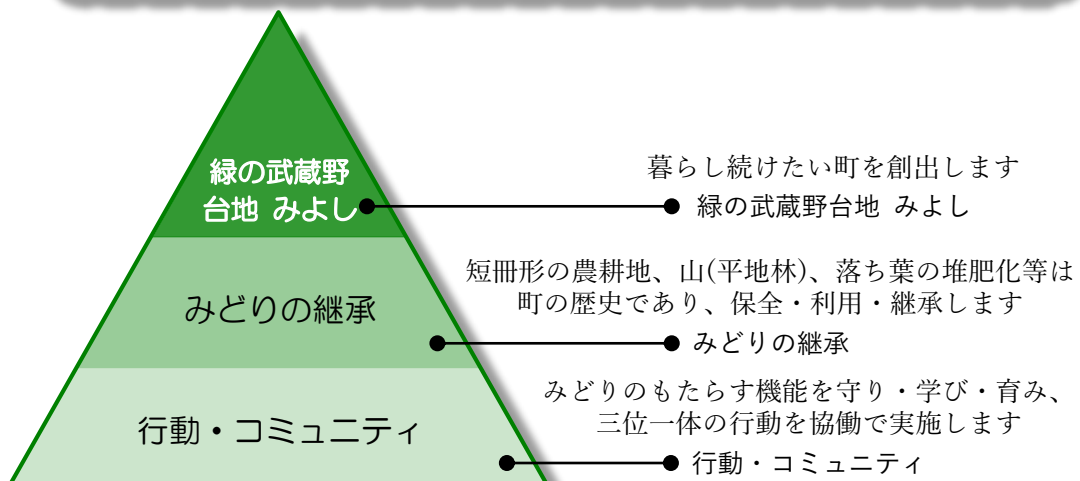 緑の武蔵野
台地 みよし
暮らし続けたい町を創出します
緑の武蔵野台地 みよし
みどりの継承
短冊形の農耕地、山(平地林)、落ち葉の堆肥化等は
町の歴史であり、保全・利用・継承します
みどりの継承
行動・コミュニティ
みどりのもたらす機能を守り・学び・育み、
三位一体の行動を協働で実施します
行動・コミュニティ